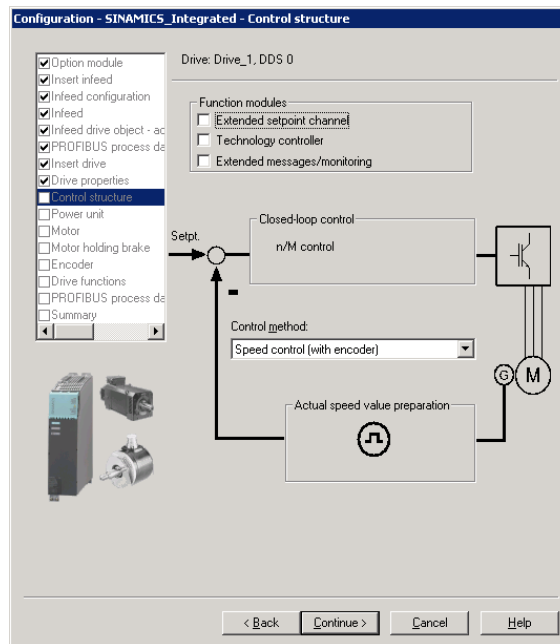 Configuration - SINAMICS_Integrated - Control structure
Option module
Insert infeed
Infeed configuration
Infeed
Infeed drive object - ac
PROFIBUS process da
Insert drive
Drive properties
Control structure
Power unit
Motor
Motor holding brake
Encoder
Drive functions
PROFIBUS process da
Summary
Drive: Drive_1, DDS 0
Function modules
Extended setpoint channel
Technology controller
Extended messages/monitoring
Closed-loop control
n/M control
Setpt.
Control method:
Speed control (with encoder)
G
M
Actual speed value preparation
< Back
Continue >
Cancel
Help